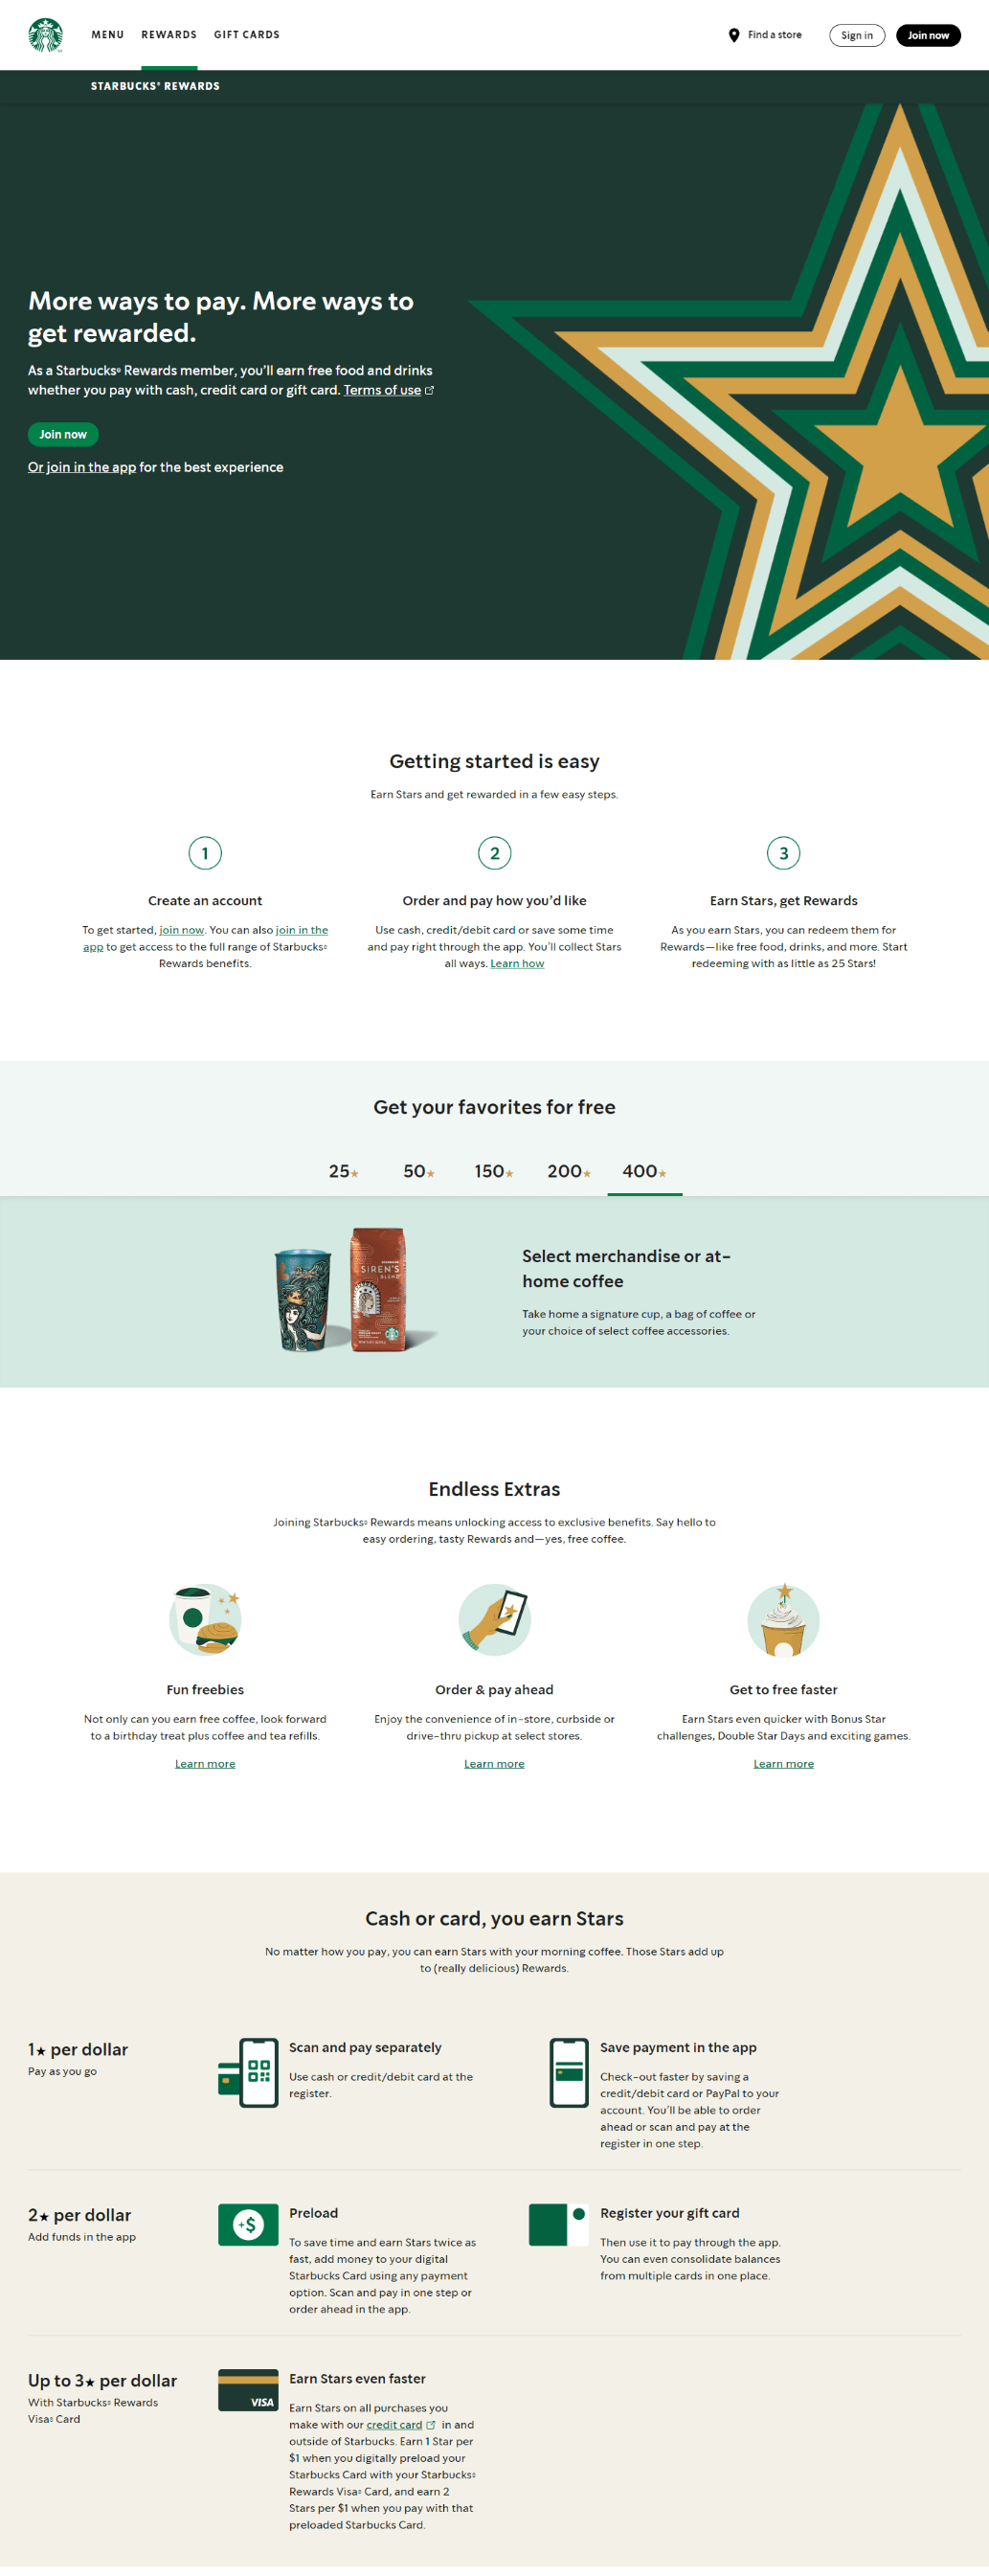 MENU REWARDS GIFT CARDS Find a store Sign in Join now
STARBUCKS® REWARDS
More ways to pay. More ways to
get rewarded.
As a Starbucks® Rewards member, you’ll earn free food and drinks
whether you pay with cash, credit card or gift card. Terms of use
Join now
Or join in the app for the best experience
Getting started is easy
Earn Stars and get rewarded in a few easy steps.
1
Create an account
To get started, join now. You can also join in the
app to get access to the full range of Starbucks®
Rewards benefits.
2
Order and pay how you’d like
Use cash, credit/debit card or save some time
and pay right through the app. You’ll collect Stars
all ways. Learn how
3
Earn Stars, get Rewards
As you earn Stars, you can redeem them for
Rewards—like free food, drinks, and more. Start
redeeming with as little as 25 Stars!
Get your favorites for free
25★ 50★ 150★ 200★ 400★
SIREN'S
BLEND
Select merchandise or at-
home coffee
Take home a signature cup, a bag of coffee or
your choice of select coffee accessories.
Endless Extras
Joining Starbucks® Rewards means unlocking access to exclusive benefits. Say hello to
easy ordering, tasty Rewards and—yes, free coffee.
Fun freebies
Not only can you earn free coffee, look forward
to a birthday treat plus coffee and tea refills.
Learn more
Order & pay ahead
Enjoy the convenience of in-store, curbside or
drive-thru pickup at select stores.
Learn more
Get to free faster
Earn Stars even quicker with Bonus Star
challenges, Double Star Days and exciting games.
Learn more
Cash or card, you earn Stars
No matter how you pay, you can earn Stars with your morning coffee. Those Stars add up
to (really delicious) Rewards.
1★ per dollar
Pay as you go
Scan and pay separately
Use cash or credit/debit card at the
register.
Save payment in the app
Check-out faster by saving a
credit/debit card or PayPal to your
account. You’ll be able to order
ahead or scan and pay at the
register in one step.
2★ per dollar
Add funds in the app
+$
Preload
To save time and earn Stars twice as
fast, add money to your digital
Starbucks Card using any payment
option. Scan and pay in one step or
order ahead in the app.
Register your gift card
Then use it to pay through the app.
You can even consolidate balances
from multiple cards in one place.
Up to 3★ per dollar
With Starbucks® Rewards
Visa® Card
VISA
Earn Stars even faster
Earn Stars on all purchases you
make with our credit card in and
outside of Starbucks. Earn 1 Star per
$1 when you digitally preload your
Starbucks Card with your Starbucks®
Rewards Visa® Card, and earn 2
Stars per $1 when you pay with that
preloaded Starbucks Card.